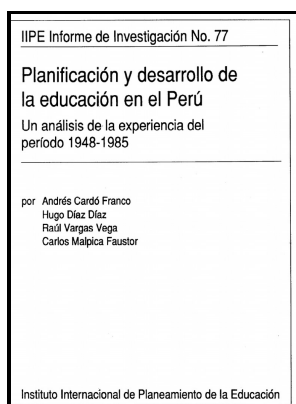 IIPE Informe de Investigación No. 77
Planificación y desarrollo de
la educación en el Perú
Un análisis de la experiencia del
período 1948-1985
por Andrés Cardó Franco
Hugo Díaz Díaz
Raúl Vargas Vega
Carlos Malpica Faustor
Instituto Internacional de Planeamiento de la Educación